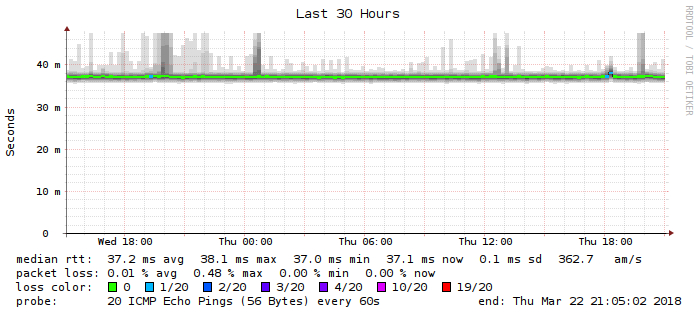 Last 30 Hours
RRDTOOL / TOBI OETIKER
Seconds
40 m
30 m
20 m
10 m
0
Wed 18:00 Thu 00:00 Thu 06:00 Thu 12:00 Thu 18:00
median rtt: 37.2 ms avg 38.1 ms max 37.0 ms min 37.1 ms now 0.1 ms sd 362.7 am/s
packet loss: 0.01 % avg 0.48 % max 0.00 % min 0.00 % now
loss color: 0 1/20 2/20 3/20 4/20 10/20 19/20
probe: 20 ICMP Echo Pings (56 Bytes) every 60s end: Thu Mar 22 21:05:02 2018